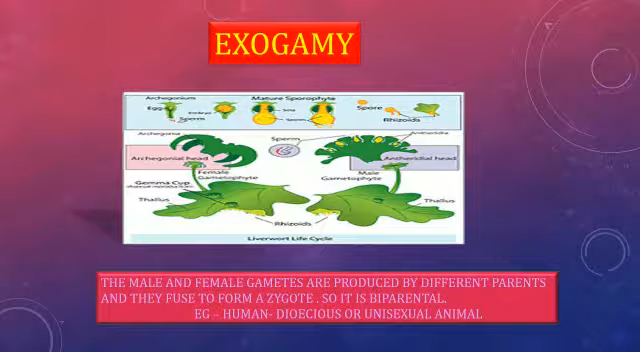 EXOGAMY
Archegonium
Mature Sporophyte
Egg
Embryo
Seta
Spore
Sperm
Rhizoids
Archegonia
Sperm
Antheridia
Archegonial head
Antheridial head
Female
Gametophyte
Male
Gametophyte
Gemma Cup
Thallus
Thallus
Rhizoids
Liverwort Life Cycle
THE MALE AND FEMALE GAMETES ARE PRODUCED BY DIFFERENT PARENTS
AND THEY FUSE TO FORM A ZYGOTE . SO IT IS BIPARENTAL.
EG – HUMAN- DIOECIOUS OR UNISEXUAL ANIMAL